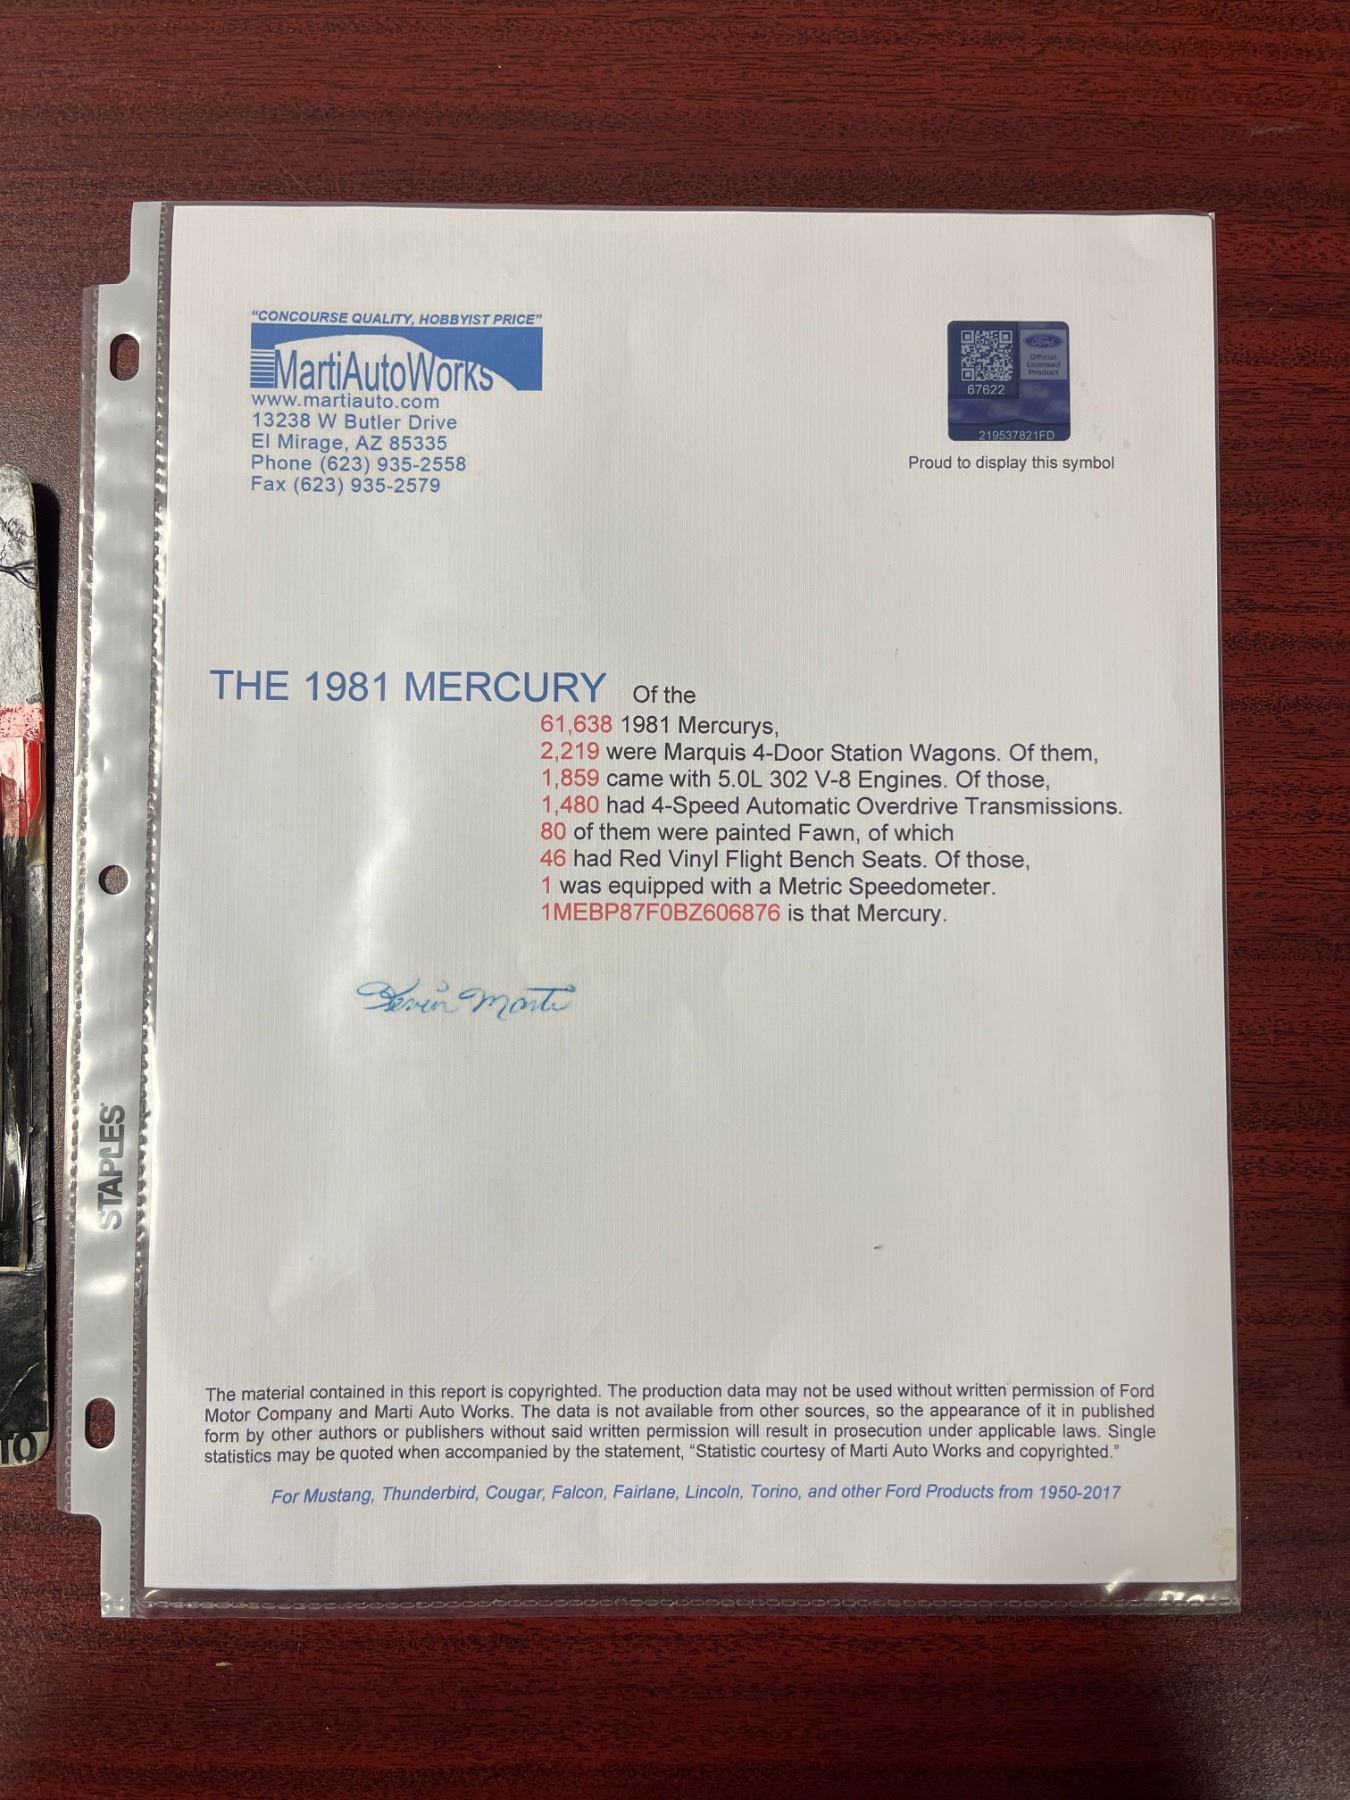 "CONCOURSE QUALITY, HOBBYIST PRICE"
MartiAutoWorks
www.martiauto.com
13238 W Butler Drive
El Mirage, AZ 85335
Phone (623) 935-2558
Fax (623) 935-2579
Ford
Official
Licensed
Product
67622
219537821FD
Proud to display this symbol
THE 1981 MERCURY Of the
61,638 1981 Mercurys,
2,219 were Marquis 4-Door Station Wagons. Of them,
1,859 came with 5.0L 302 V-8 Engines. Of those,
1,480 had 4-Speed Automatic Overdrive Transmissions.
80 of them were painted Fawn, of which
46 had Red Vinyl Flight Bench Seats. Of those,
1 was equipped with a Metric Speedometer.
1MEBP87F0BZ606876 is that Mercury.
Kevin Marti
STAPLES
The material contained in this report is copyrighted. The production data may not be used without written permission of Ford
Motor Company and Marti Auto Works. The data is not available from other sources, so the appearance of it in published
form by other authors or publishers without said written permission will result in prosecution under applicable laws. Single
statistics may be quoted when accompanied by the statement, "Statistic courtesy of Marti Auto Works and copyrighted."
For Mustang, Thunderbird, Cougar, Falcon, Fairlane, Lincoln, Torino, and other Ford Products from 1950-2017